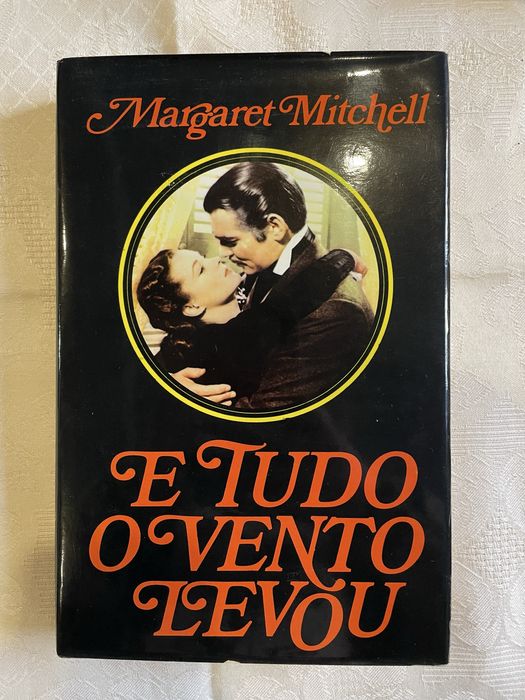 Margaret Mitchell
E TUDO
O VENTO
LEVOU